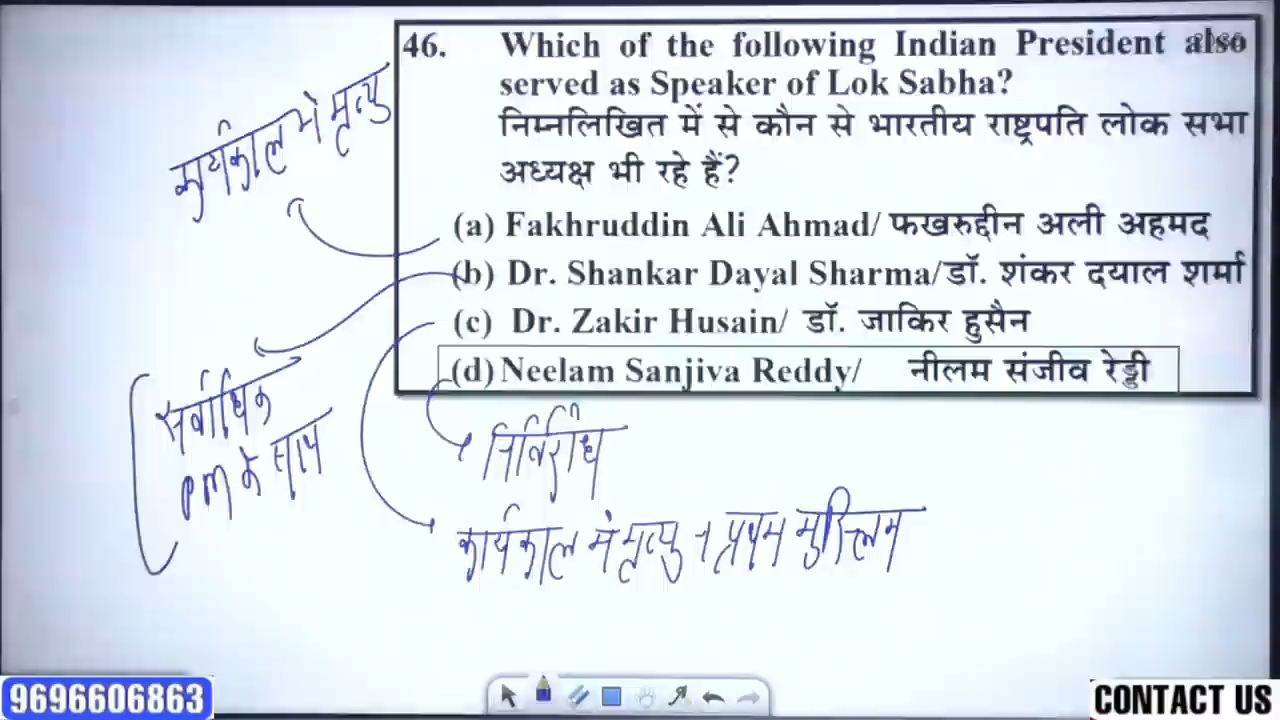 46. Which of the following Indian President also
served as Speaker of Lok Sabha?
निम्नलिखित में से कौन से भारतीय राष्ट्रपति लोक सभा
अध्यक्ष भी रहे हैं?
(a) Fakhruddin Ali Ahmad/ फखरुद्दीन अली अहमद
(b) Dr. Shankar Dayal Sharma/डॉ. शंकर दयाल शर्मा
(c) Dr. Zakir Husain/ डॉ. जाकिर हुसैन
(d) Neelam Sanjiva Reddy/ नीलम संजीव रेड्डी
कार्यकाल मे मृत्यु
सर्वाधिक
PM के साथ
निर्विरोध
कार्यकाल में मृत्यु + प्रथम मुस्लिम
9696606863
CONTACT US